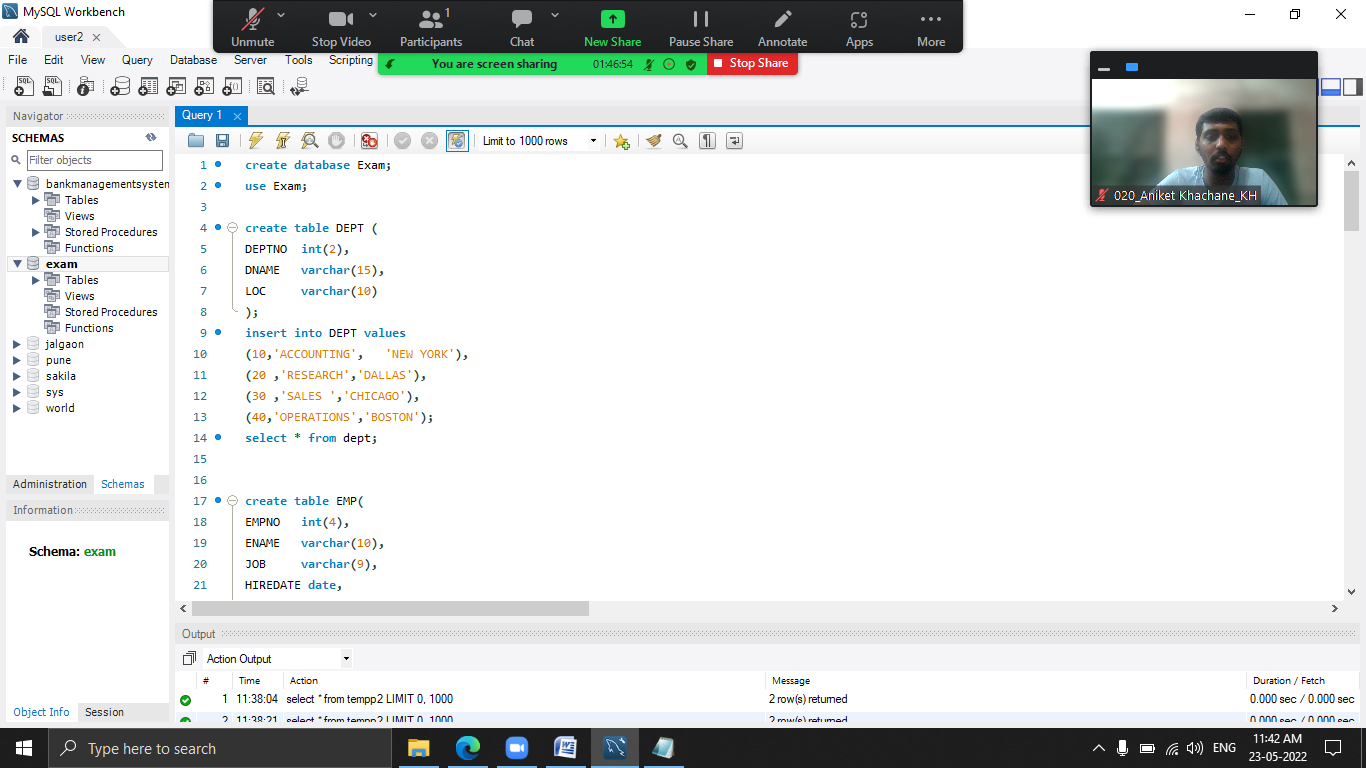 MySQL Workbench
user2
File Edit View Query Database Server Tools Scripting
Unmute Stop Video Participants 1 Chat New Share Pause Share Annotate Apps More
You are screen sharing 01:46:54 Stop Share
020_Aniket Khachane_KH
Navigator
SCHEMAS
Filter objects
bankmanagementsystem
Tables
Views
Stored Procedures
Functions
exam
Tables
Views
Stored Procedures
Functions
jalgaon
pune
sakila
sys
world
Administration Schemas
Information
Schema: exam
Object Info Session
Query 1
Limit to 1000 rows
1 create database Exam;
2 use Exam;
3
4 create table DEPT (
5 DEPTNO int(2),
6 DNAME varchar(15),
7 LOC varchar(10)
8 );
9 insert into DEPT values
10 (10,'ACCOUNTING', 'NEW YORK'),
11 (20 ,'RESEARCH','DALLAS'),
12 (30 ,'SALES ','CHICAGO'),
13 (40,'OPERATIONS','BOSTON');
14 select * from dept;
15
16
17 create table EMP(
18 EMPNO int(4),
19 ENAME varchar(10),
20 JOB varchar(9),
21 HIREDATE date,
Output
Action Output
# Time Action Message Duration / Fetch
1 11:38:04 select * from tempp2 LIMIT 0, 1000 2 row(s) returned 0.000 sec / 0.000 sec
2 11:38:21 select * from tempp2 LIMIT 0, 1000 2 row(s) returned 0.000 sec / 0.000 sec
Type here to search
ENG
11:42 AM
23-05-2022